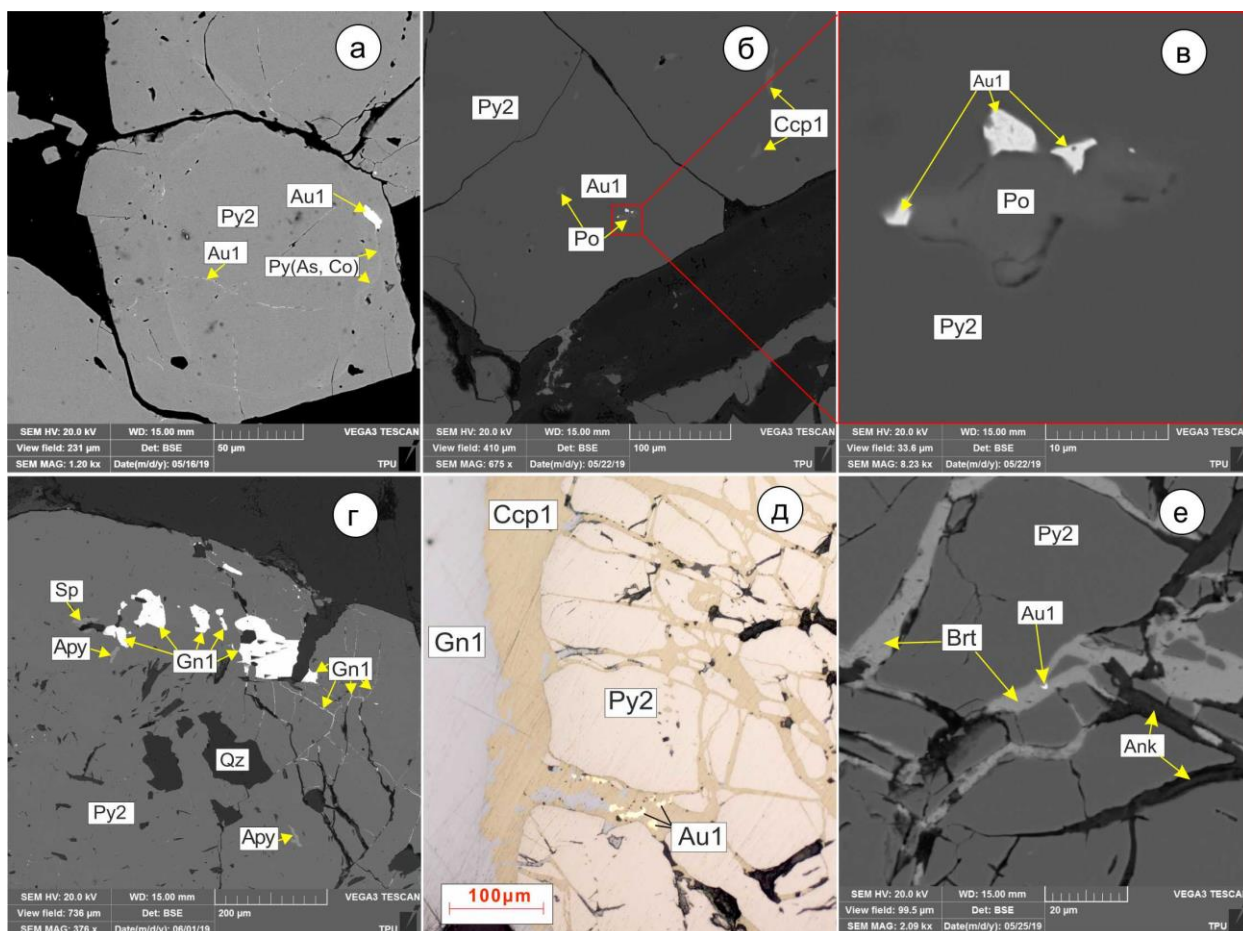 а
Au1
Py2
Au1
Py(As, Co)
SEM HV: 20.0 kV WD: 15.00 mm VEGA3 TESCAN
View field: 231 µm Det: BSE 50 µm
SEM MAG: 1.20 kx Date(m/d/y): 05/16/19 TPU
б
Py2
Ccp1
Au1
Po
SEM HV: 20.0 kV WD: 15.00 mm VEGA3 TESCAN
View field: 410 µm Det: BSE 100 µm
SEM MAG: 675 x Date(m/d/y): 05/22/19 TPU
в
Au1
Po
Py2
SEM HV: 20.0 kV WD: 15.00 mm VEGA3 TESCAN
View field: 33.6 µm Det: BSE 10 µm
SEM MAG: 8.23 kx Date(m/d/y): 05/22/19 TPU
г
Sp
Apy
Gn1
Gn1
Qz
Py2
Apy
SEM HV: 20.0 kV WD: 15.00 mm VEGA3 TESCAN
View field: 736 µm Det: BSE 200 µm
SEM MAG: 376 x Date(m/d/y): 06/01/19 TPU
д
Ccp1
Gn1
Py2
Au1
100µm
е
Py2
Au1
Brt
Ank
SEM HV: 20.0 kV WD: 15.00 mm VEGA3 TESCAN
View field: 99.5 µm Det: BSE 20 µm
SEM MAG: 2.09 kx Date(m/d/y): 05/25/19 TPU